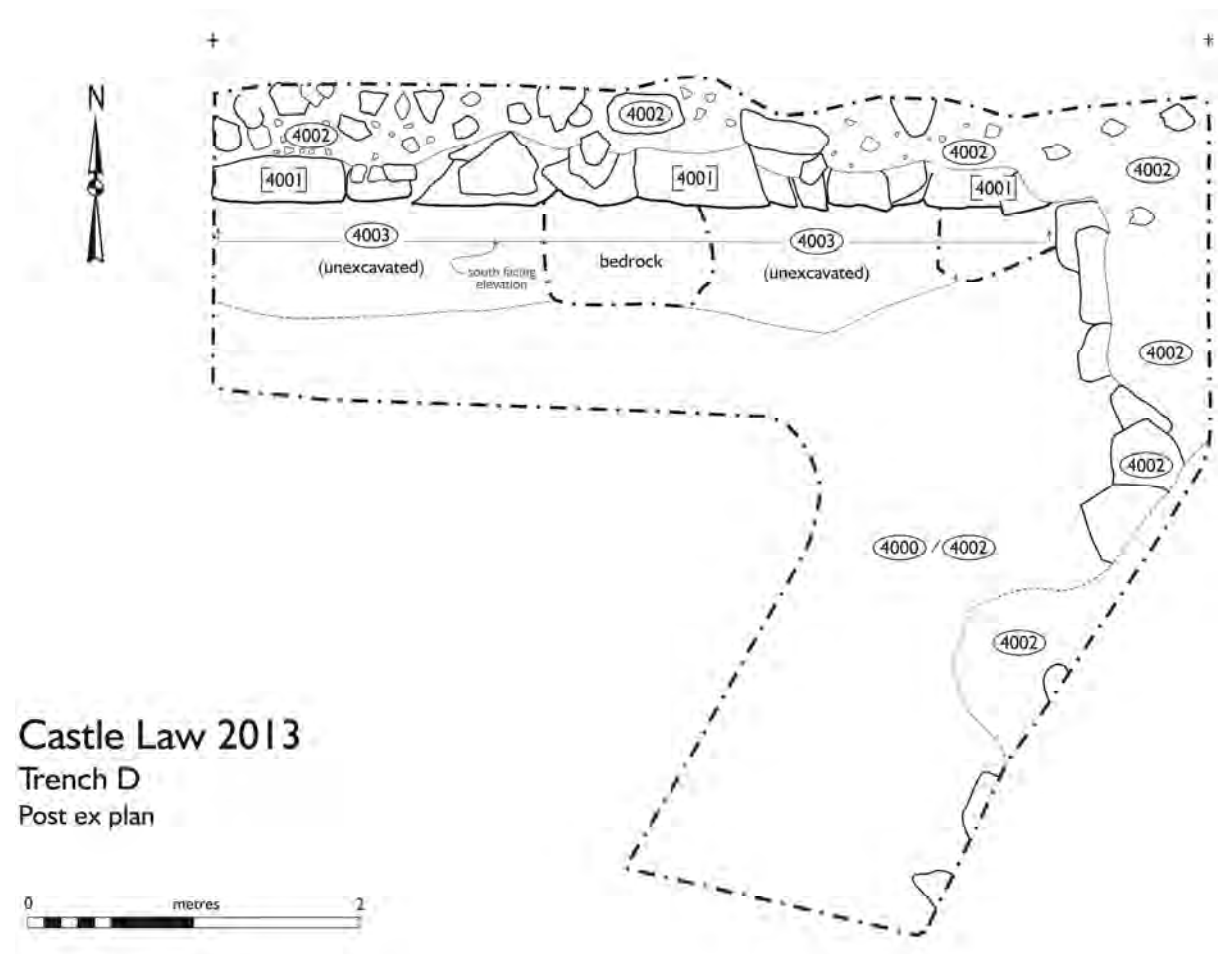 N
4002
4002
4002
4002
[4001]
[4001]
[4001]
4003
4003
(unexcavated)
south facing
elevation
bedrock
(unexcavated)
4002
4002
4000 / 4002
4002
Castle Law 2013
Trench D
Post ex plan
0 metres 2